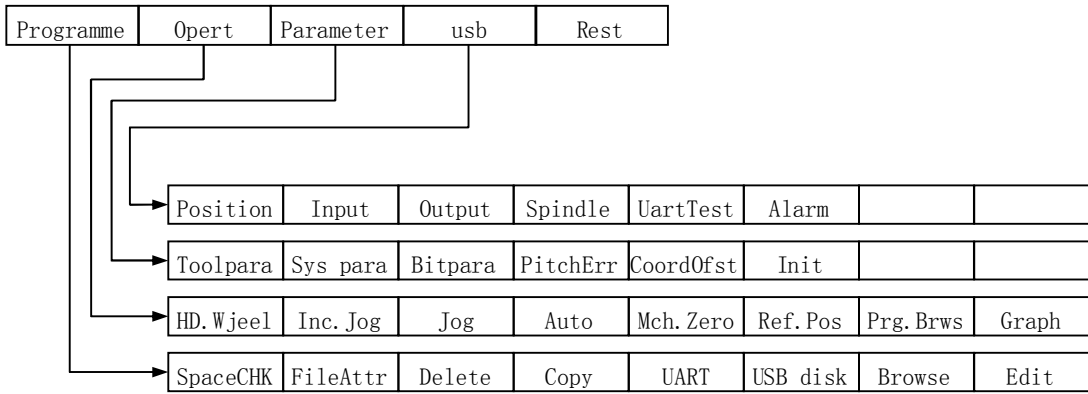 Programme Opert Parameter usb Rest
Position Input Output Spindle UartTest Alarm
Toolpara Sys para Bitpara PitchErr CoordOfst Init
HD.Wjeel Inc.Jog Jog Auto Mch.Zero Ref.Pos Prg.Brws Graph
SpaceCHK FileAttr Delete Copy UART USB disk Browse Edit